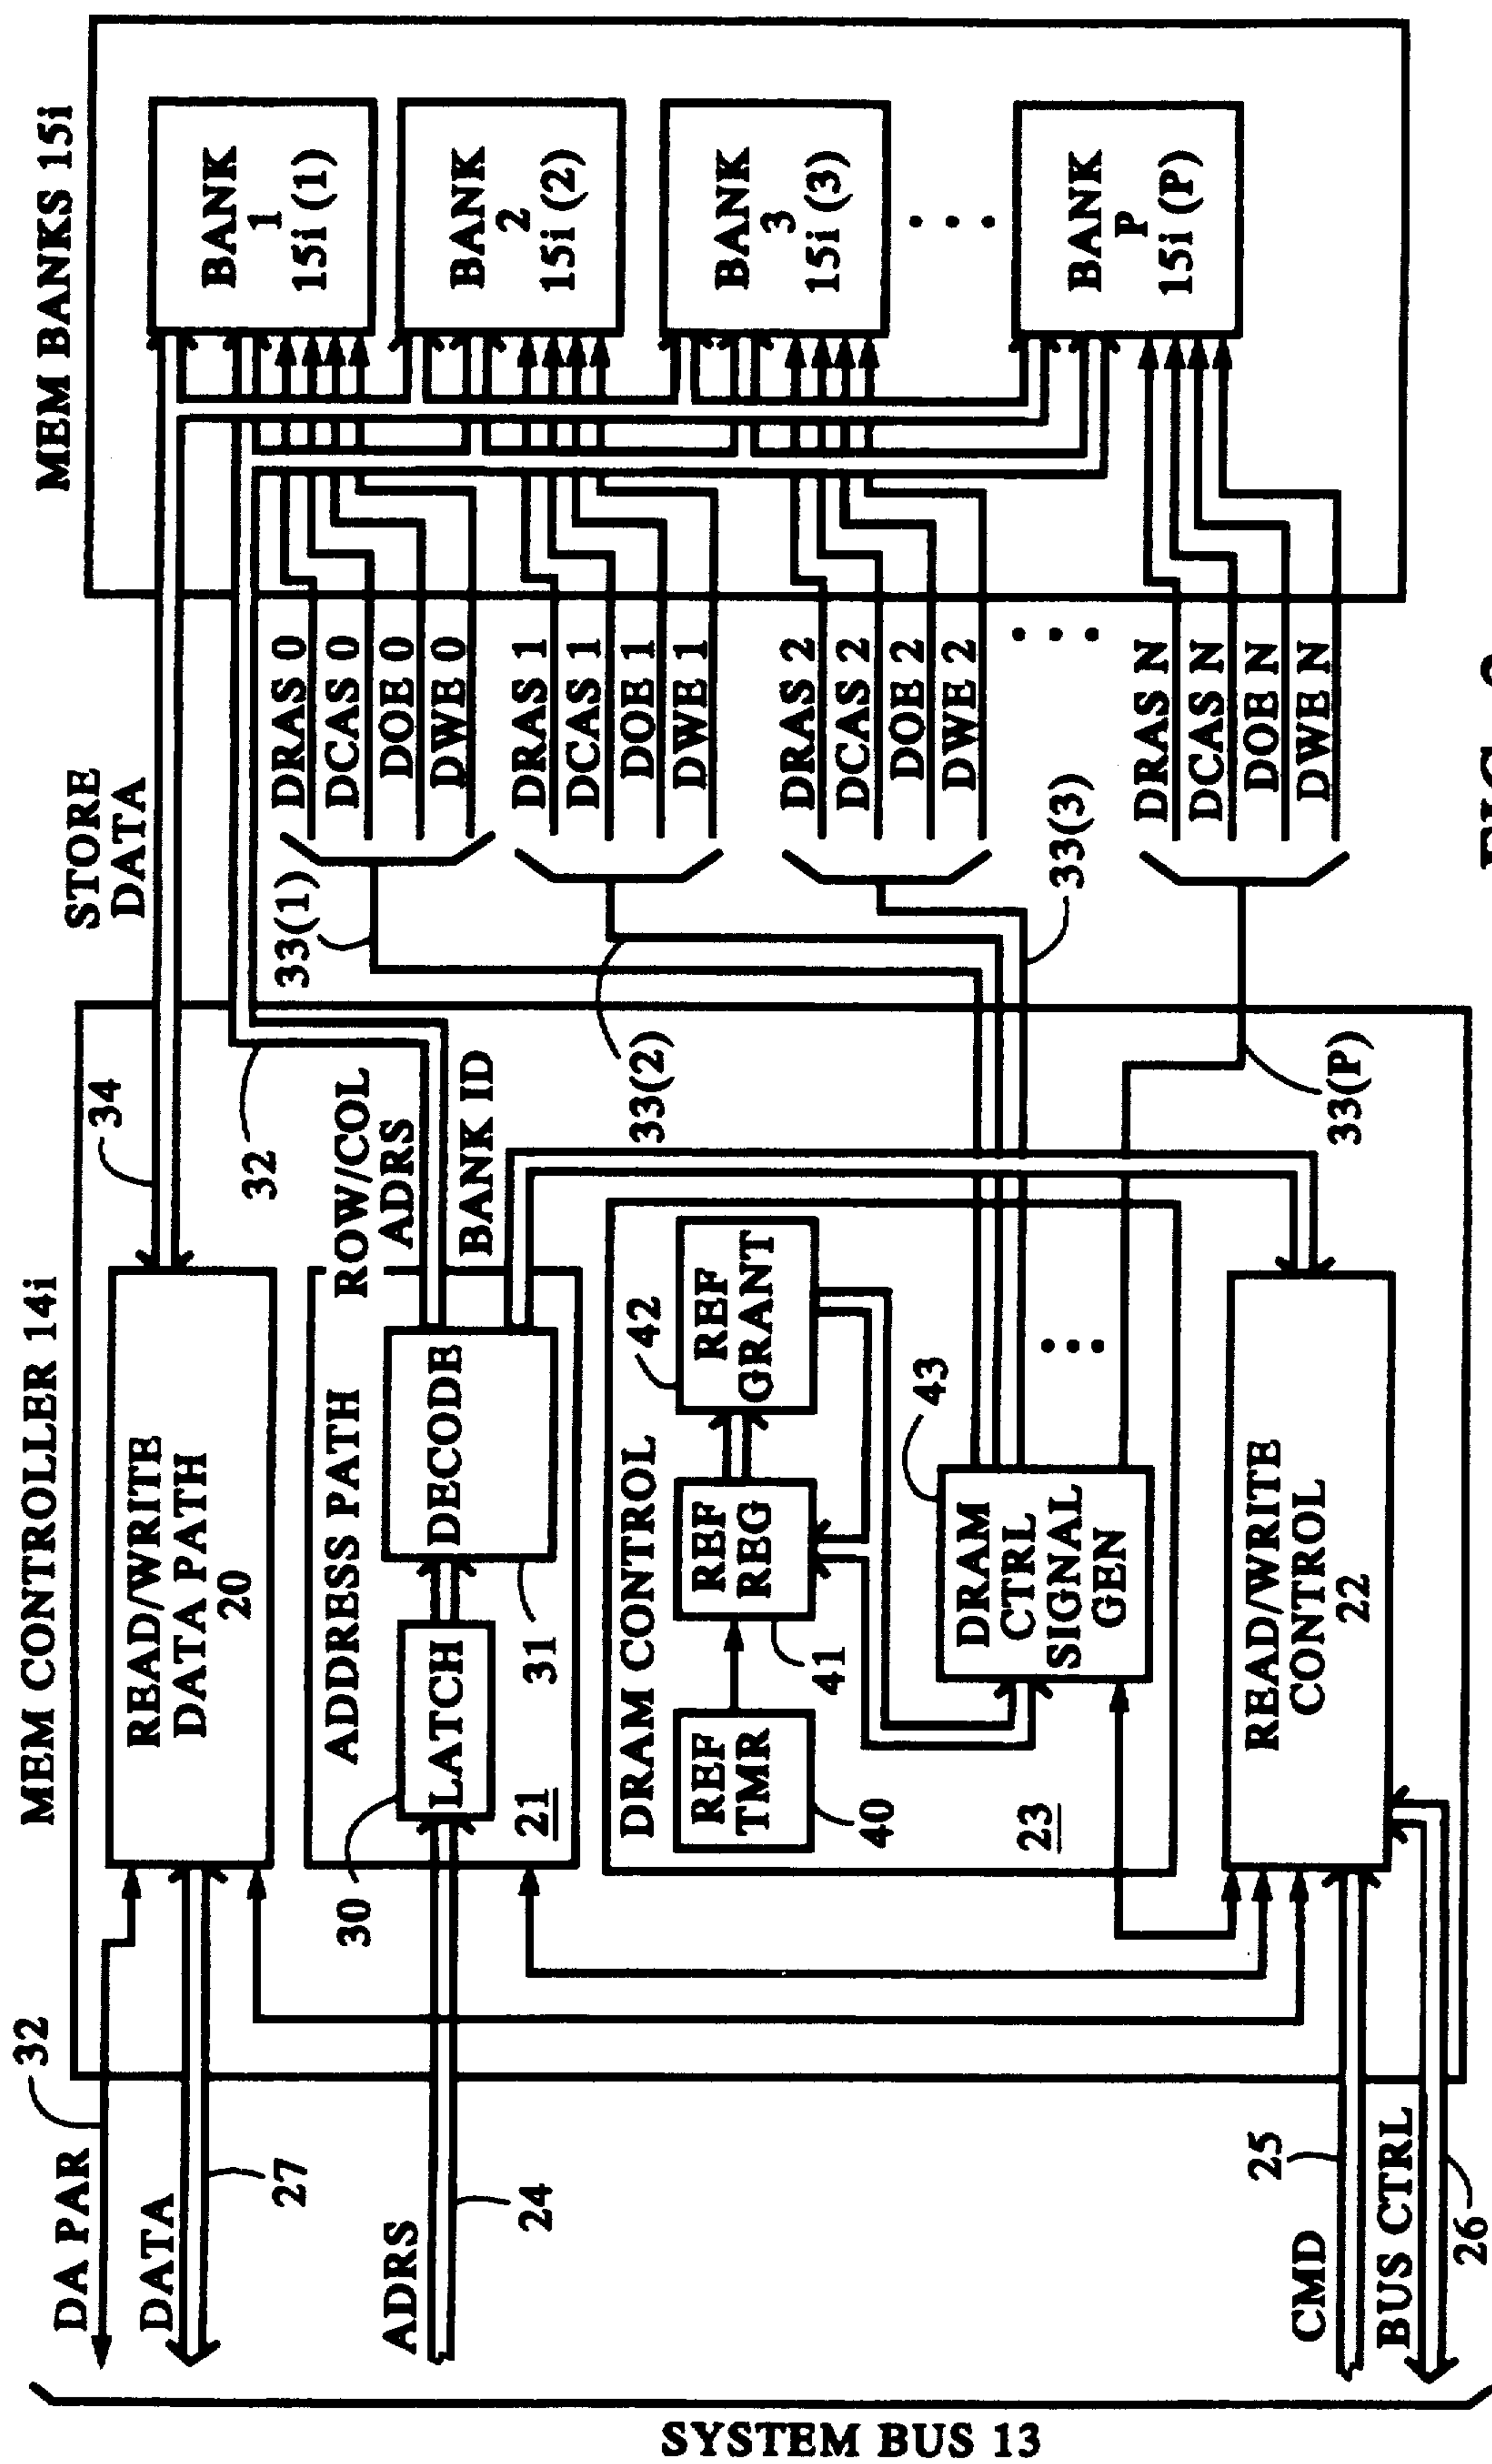 MEM CONTROLLER 14i
MEM BANKS 15i
DA PAR
32
DATA
27
ADRS
24
CMD
25
BUS CTRL
26
SYSTEM BUS 13
READ/WRITE
DATA PATH
20
34
STORE
DATA
ADDRESS PATH
30
LATCH
21
31
DECODE
ROW/COL
ADRS
32
BANK ID
DRAM CONTROL
REF
TMR
40
REF
REG
41
42
REF
GRANT
43
DRAM
CTRL
SIGNAL
GEN
23
READ/WRITE
CONTROL
22
33(1)
33(2)
33(3)
33(P)
DRAS 0
DCAS 0
DOE 0
DWE 0
DRAS 1
DCAS 1
DOE 1
DWE 1
DRAS 2
DCAS 2
DOE 2
DWE 2
DRAS N
DCAS N
DOE N
DWE N
BANK
1
15i (1)
BANK
2
15i (2)
BANK
3
15i (3)
BANK
P
15i (P)